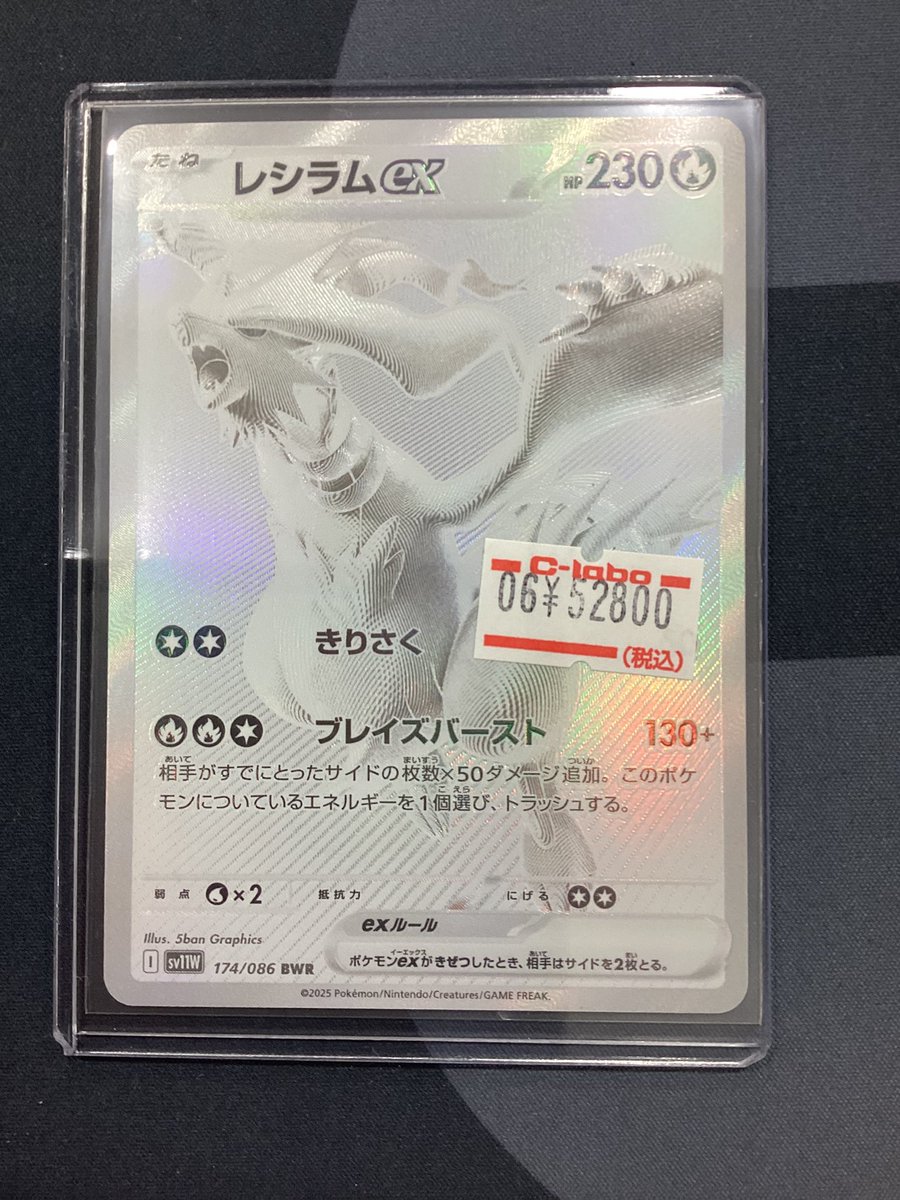 たね レシラムex HP230
C-labo
06¥52800
(税込)
きりさく
ブレイズバースト 130+
相手がすでにとったサイドの枚数×50ダメージ追加。このポケ
モンについているエネルギーを1個選び、トラッシュする。
弱点 ×2 抵抗力 にげる
exルール
ポケモンexがきぜつしたとき、相手はサイドを2枚とる。
Illus. 5ban Graphics
I SV11W 174/086 BWR
©2025 Pokémon/Nintendo/Creatures/GAME FREAK.